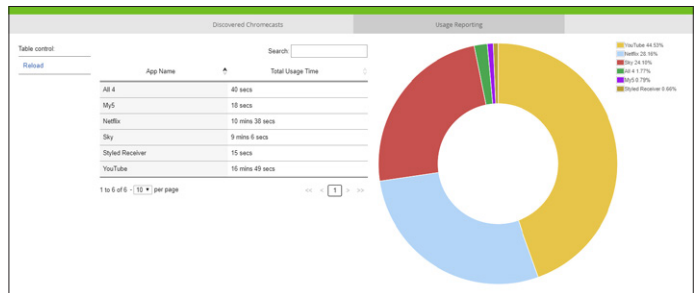 Discovered Chromecasts
Usage Reporting
Table control:
Reload
Search:
App Name Total Usage Time
All 4 40 secs
My5 18 secs
Netflix 10 mins 38 secs
Sky 9 mins 6 secs
Styled Receiver 15 secs
YouTube 16 mins 49 secs
1 to 6 of 6 - 10 per page
<< < 1 > >>
YouTube 44.53%
Netflix 28.16%
Sky 24.10%
All 4 1.77%
My5 0.79%
Styled Receiver 0.66%